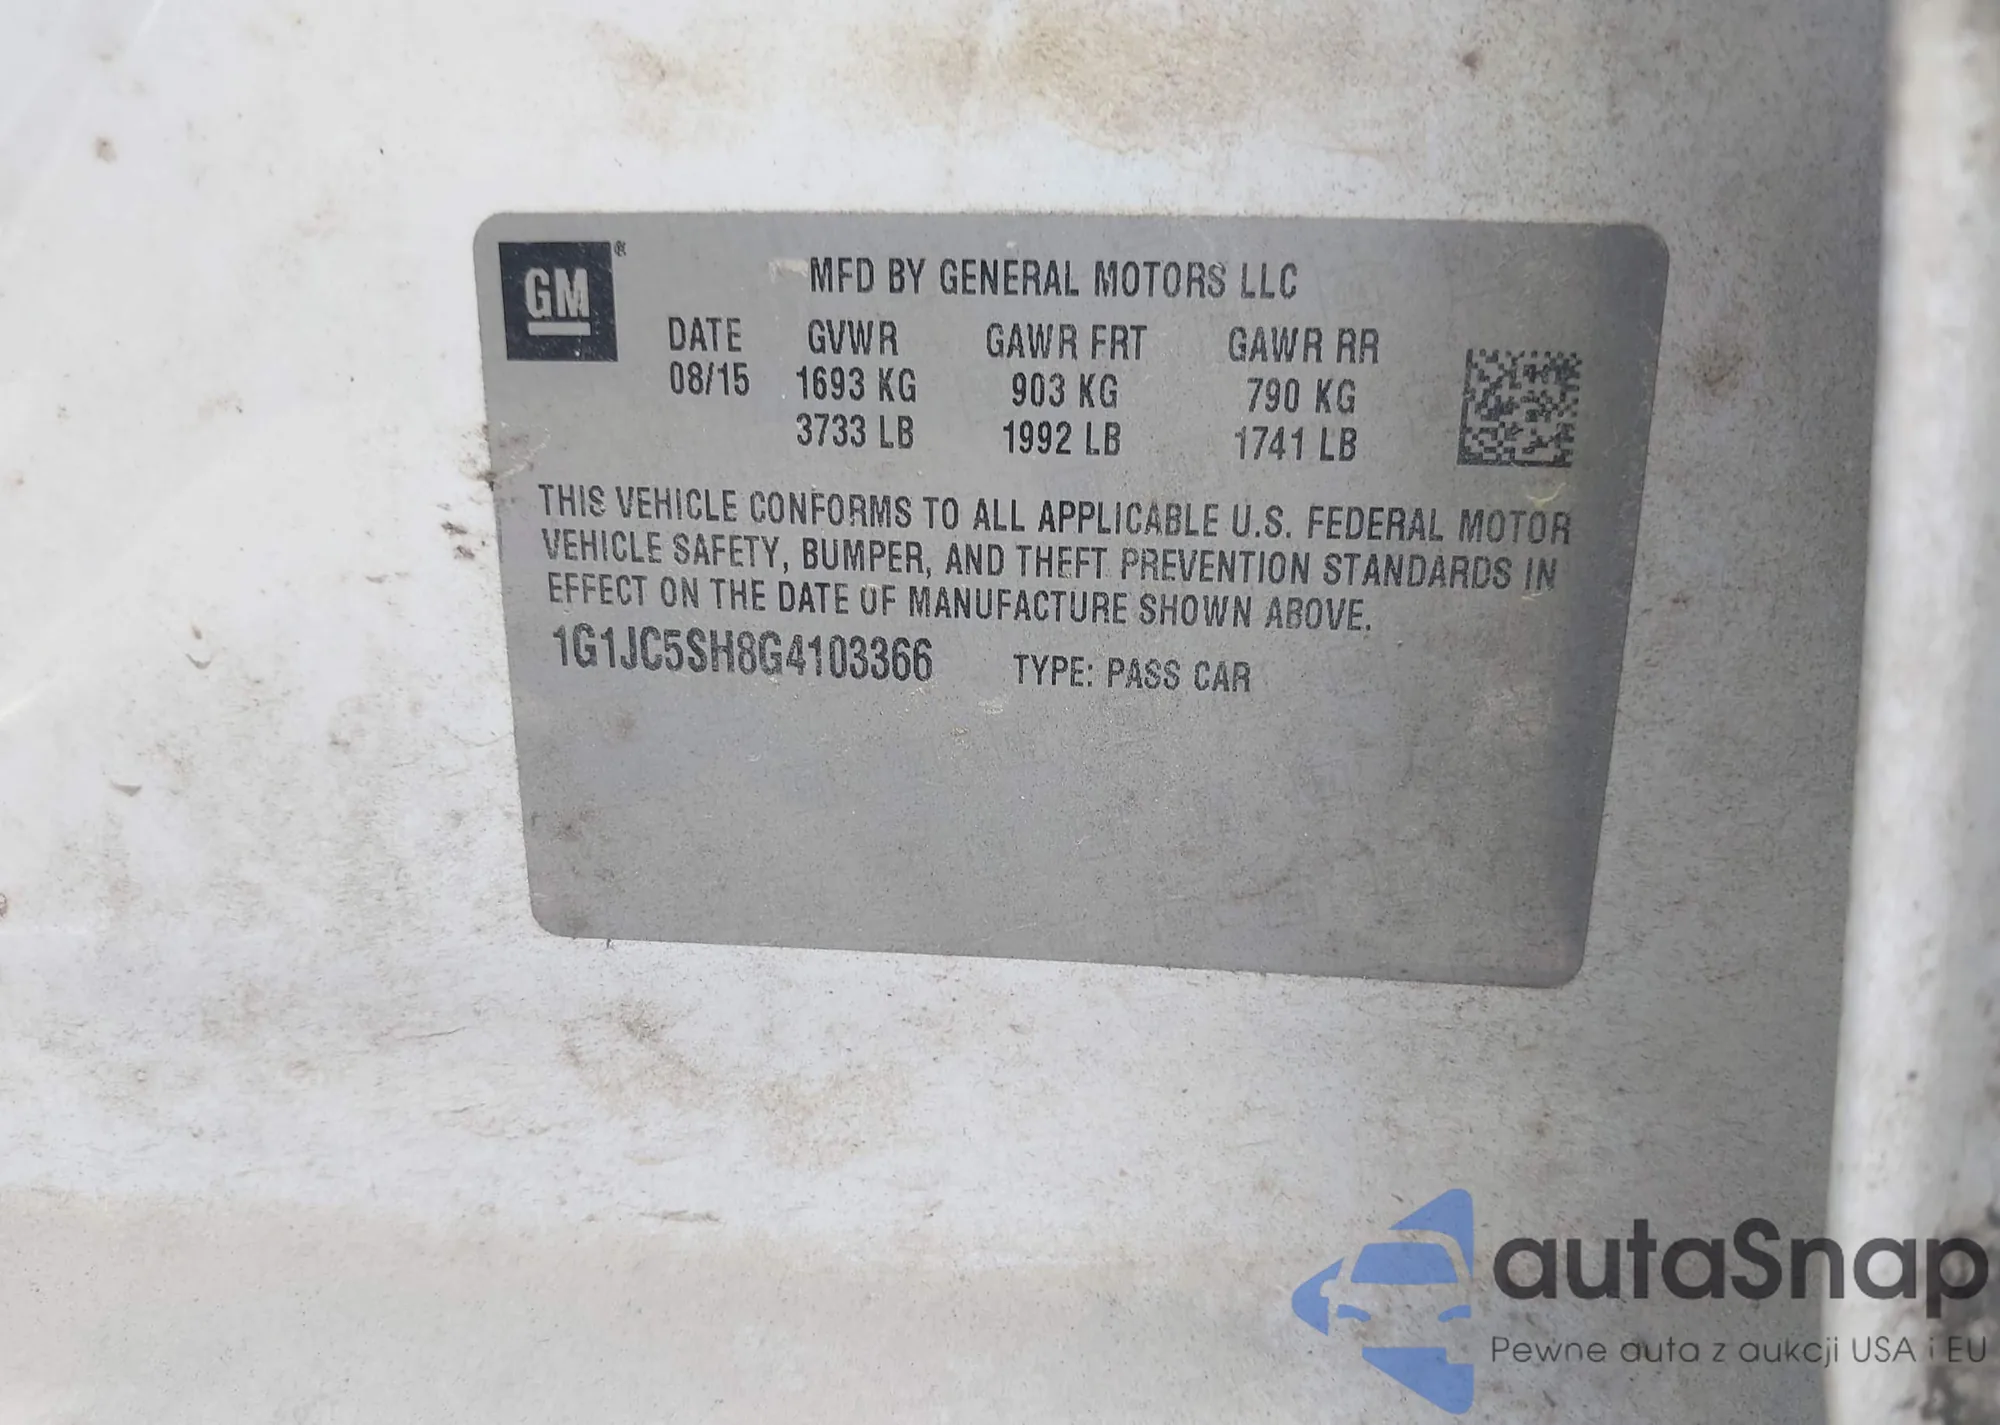 GM ®
MFD BY GENERAL MOTORS LLC
DATE GVWR GAWR FRT GAWR RR
08/15 1693 KG 903 KG 790 KG
3733 LB 1992 LB 1741 LB
THIS VEHICLE CONFORMS TO ALL APPLICABLE U.S. FEDERAL MOTOR
VEHICLE SAFETY, BUMPER, AND THEFT PREVENTION STANDARDS IN
EFFECT ON THE DATE OF MANUFACTURE SHOWN ABOVE.
1G1JC5SH8G4103366 TYPE: PASS CAR
autaSnap
Pewne auta z aukcji USA i EU